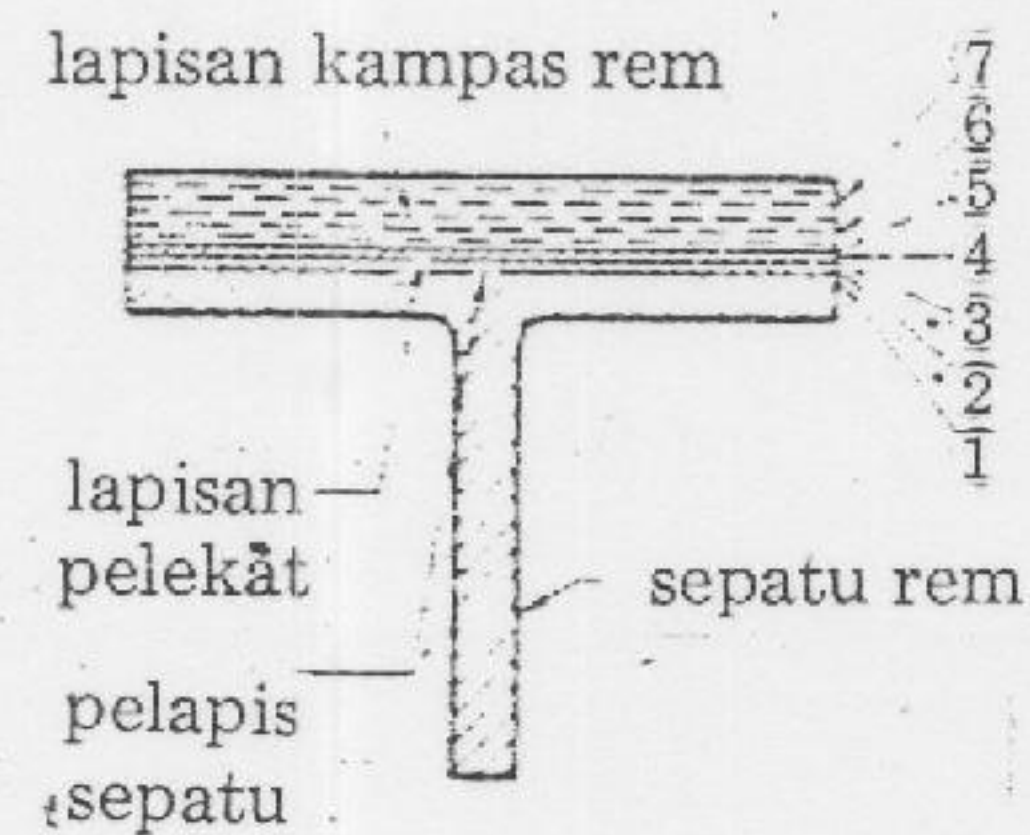 lapisan kampas rem
7
6
5
4
3
2
1
lapisan
pelekat
sepatu rem
pelapis
sepatu